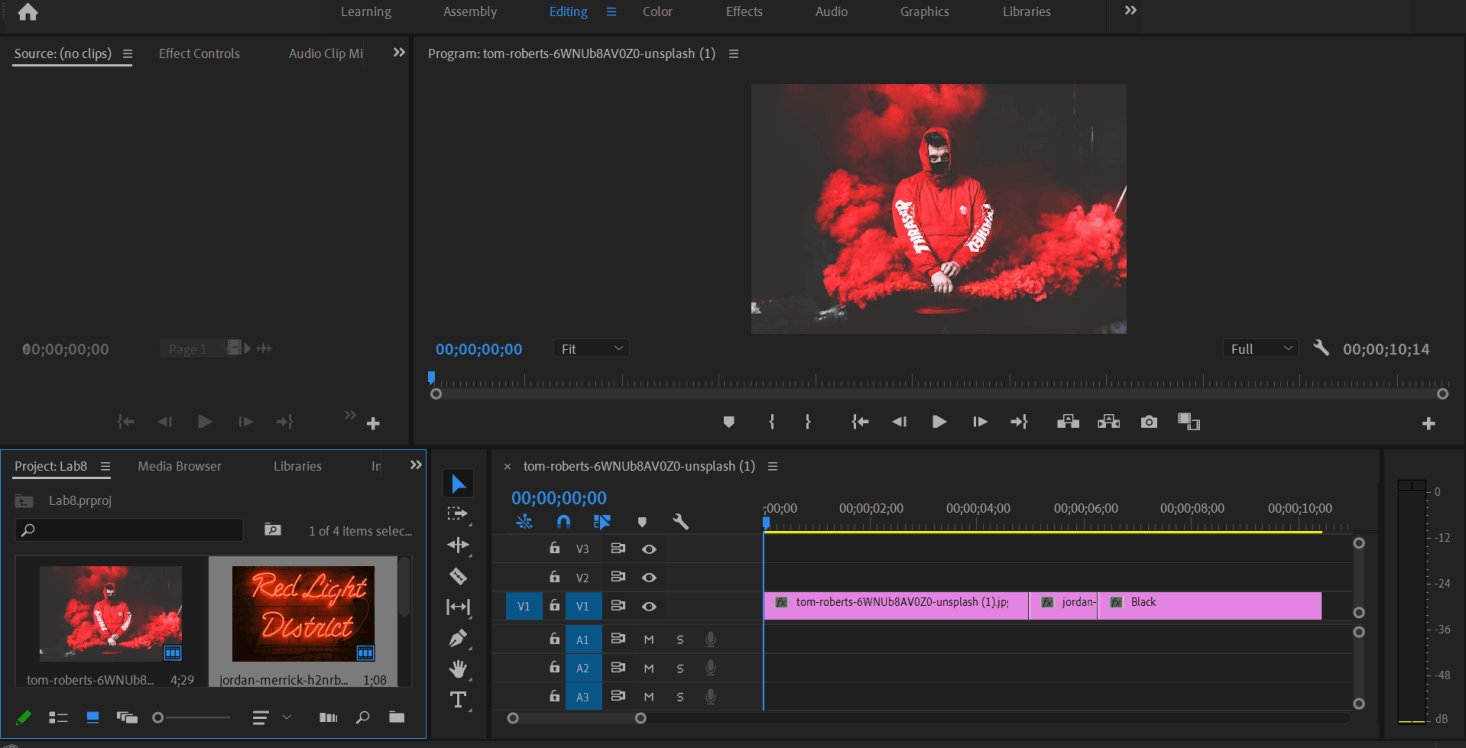 Learning Assembly Editing Color Effects Audio Graphics Libraries
Source: (no clips) Effect Controls Audio Clip Mi
Program: tom-roberts-6WNUb8AV0Z0-unsplash (1)
THRASHER
THRASHER
00;00;00;00 Page 1
00;00;00;00 Fit Full 00;00;10;14
Project: Lab8 Media Browser Libraries In
Lab8.prproj
1 of 4 items selec...
Red Light
District
tom-roberts-6WNUb8... 4;29
jordan-merrick-h2nrb... 1;08
× tom-roberts-6WNUb8AV0Z0-unsplash (1)
00;00;00;00
;00;00 00;00;02;00 00;00;04;00 00;00;06;00 00;00;08;00 00;00;10;00
V3
V2
V1 V1 fx tom-roberts-6WNUb8AV0Z0-unsplash (1).jp; fx jordan- fx Black
A1 M S
A2 M S
A3 M S
T
0
-12
-24
-36
-48
dB